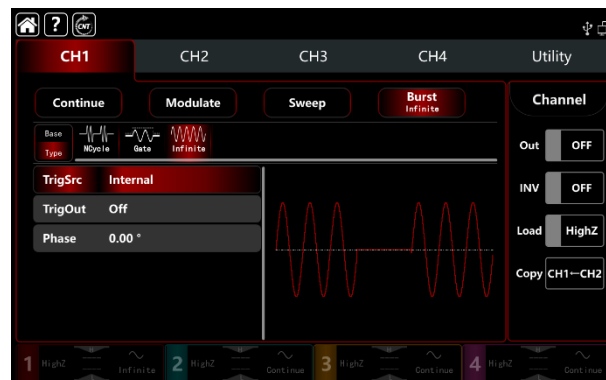 ? CNT
CH1 CH2 CH3 CH4 Utility
Continue Modulate Sweep Burst
Infinite
Channel
Base
Type
NCycle Gate Infinite
Out OFF
TrigSrc Internal
INV OFF
TrigOut Off
Load HighZ
Phase 0.00 °
Copy CH1←CH2
1 HighZ Infinite 2 HighZ Continue 3 HighZ Continue 4 HighZ